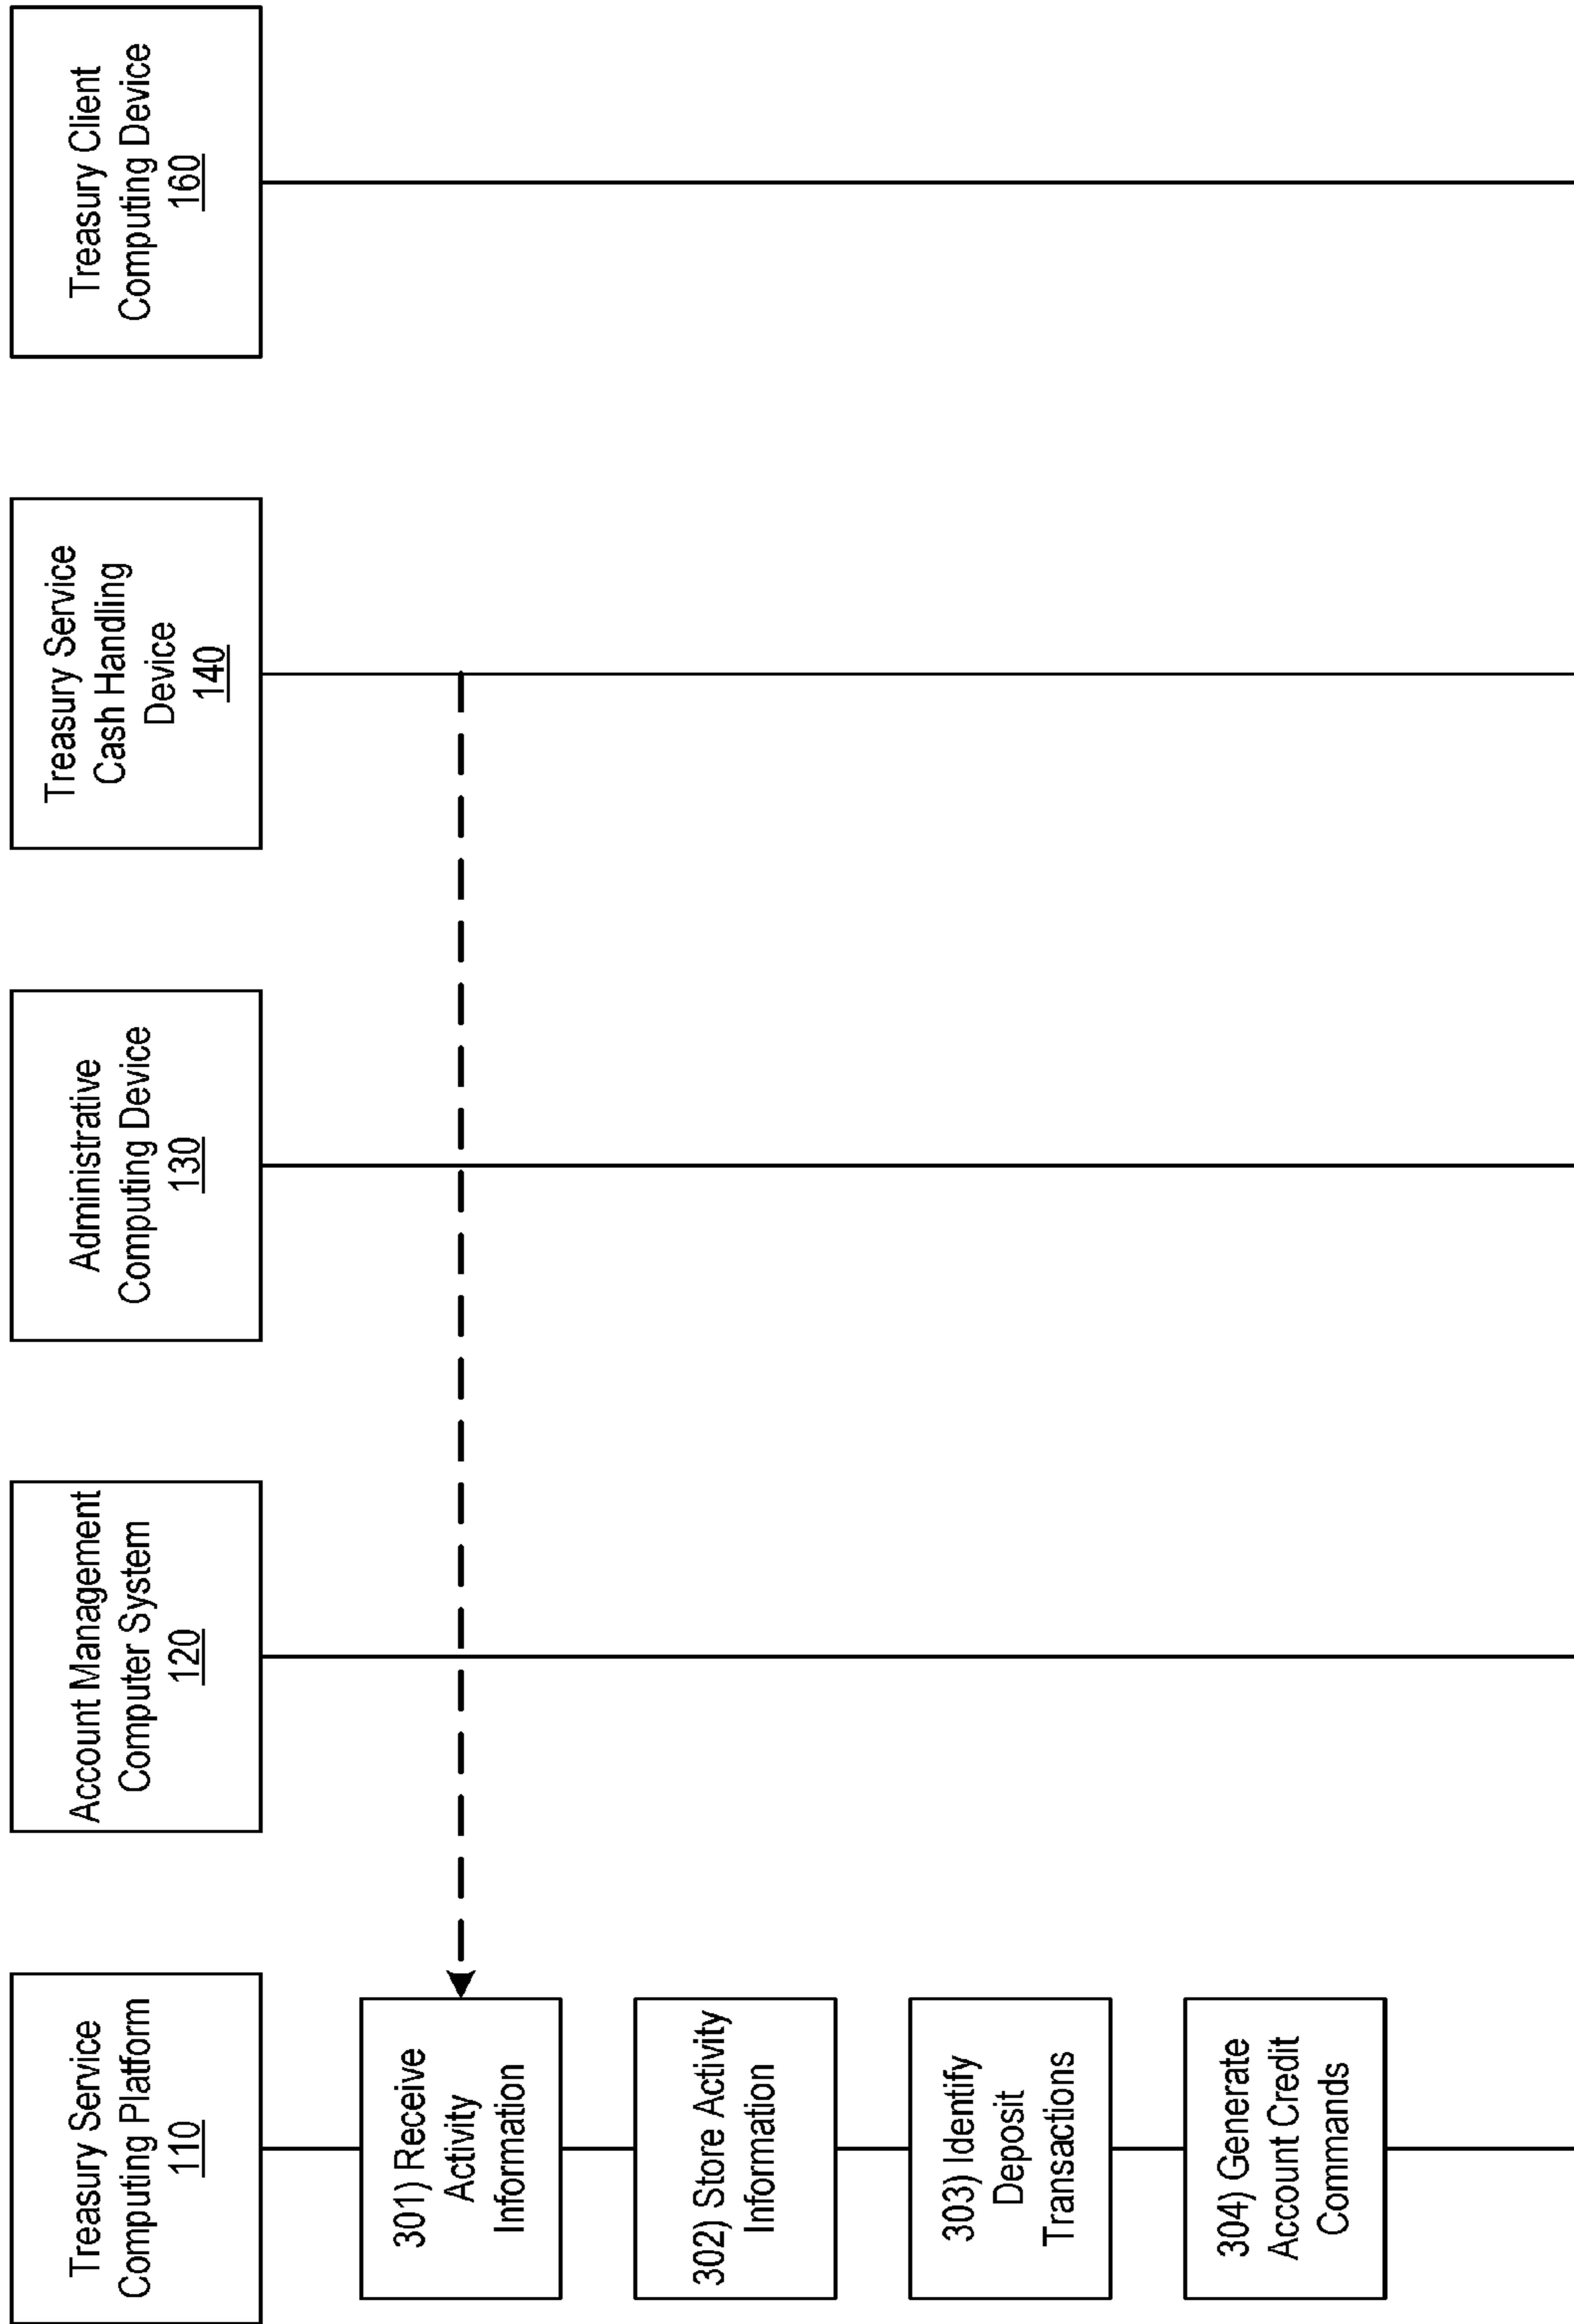 Treasury Service
Computing Platform
110
Account Management
Computer System
120
Administrative
Computing Device
130
Treasury Service
Cash Handling
Device
140
Treasury Client
Computing Device
160
301) Receive
Activity
Information
302) Store Activity
Information
303) Identify
Deposit
Transactions
304) Generate
Account Credit
Commands